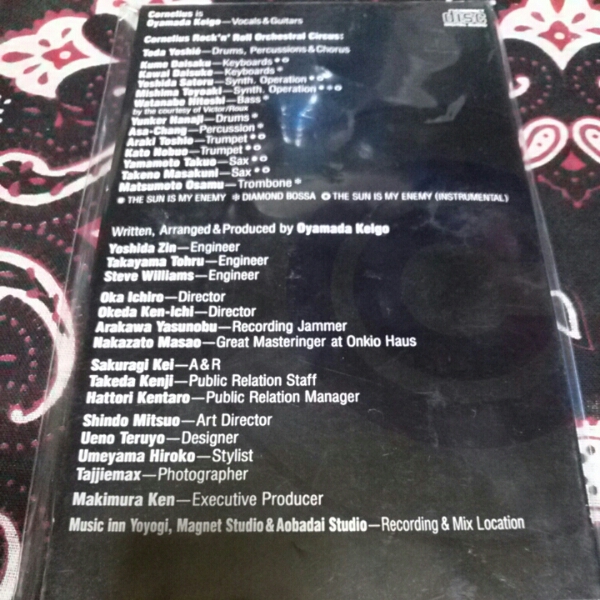 Cornelius is
Oyamada Keigo—Vocals & Guitars
disc
Cornelius Rock'n' Roll Orchestral Circus:
Toda Yoshio—Drums, Percussions & Chorus
Kume Daisaku—Keyboards
Kawai Daisuke—Keyboards
Yoshida Satoru—Synth. Operation
Mishima Toyoaki—Synth. Operation
Watanabe Hitoshi—Bass
by the courtesy of Victor/Roux
Yunker Hanaji—Drums
Asa-Chang—Percussion
Araki Toshio—Trumpet
Kato Nobuo—Trumpet
Yamamoto Takuo—Sax
Takeno Masakuni—Sax
Matsumoto Osamu—Trombone
THE SUN IS MY ENEMY DIAMOND BOSSA THE SUN IS MY ENEMY (INSTRUMENTAL)
Written, Arranged & Produced by Oyamada Keigo
Yoshida Zin—Engineer
Takayama Tohru—Engineer
Steve Williams—Engineer
Oka Ichiro—Director
Okeda Ken-ichi—Director
Arakawa Yasunobu—Recording Jammer
Nakazato Masao—Great Masteringer at Onkio Haus
Sakuragi Kei—A & R
Takeda Kenji—Public Relation Staff
Hattori Kentaro—Public Relation Manager
Shindo Mitsuo—Art Director
Ueno Teruyo—Designer
Umeyama Hiroko—Stylist
Tajjiemax—Photographer
Makimura Ken—Executive Producer
Music inn Yoyogi, Magnet Studio & Aobadai Studio—Recording & Mix Location